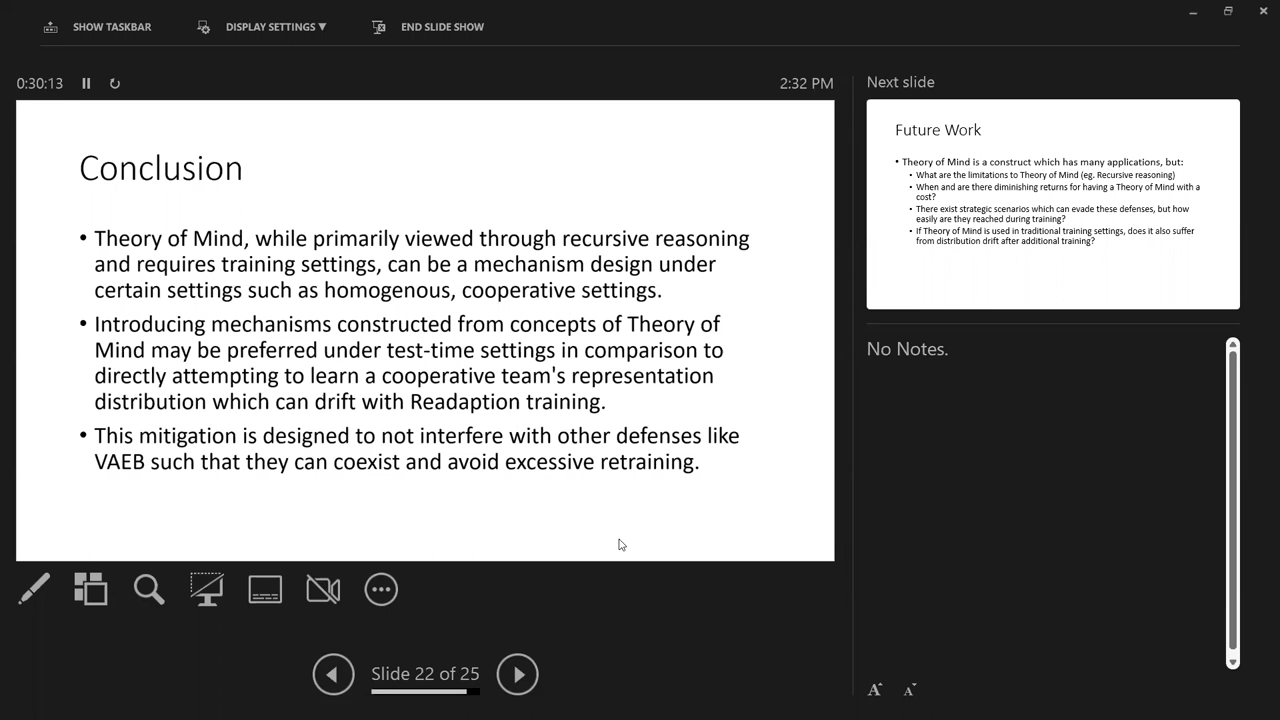 SHOW TASKBAR
DISPLAY SETTINGS ▼
END SLIDE SHOW
0:30:13
2:32 PM
Conclusion
• Theory of Mind, while primarily viewed through recursive reasoning
and requires training settings, can be a mechanism design under
certain settings such as homogenous, cooperative settings.
• Introducing mechanisms constructed from concepts of Theory of
Mind may be preferred under test-time settings in comparison to
directly attempting to learn a cooperative team's representation
distribution which can drift with Readaption training.
• This mitigation is designed to not interfere with other defenses like
VAEB such that they can coexist and avoid excessive retraining.
Slide 22 of 25
Next slide
Future Work
• Theory of Mind is a construct which has many applications, but:
• What are the limitations to Theory of Mind (eg. Recursive reasoning)
• When and are there diminishing returns for having a Theory of Mind with a
cost?
• There exist strategic scenarios which can evade these defenses, but how
easily are they reached during training?
• If Theory of Mind is used in traditional training settings, does it also suffer
from distribution drift after additional training?
No Notes.
A A